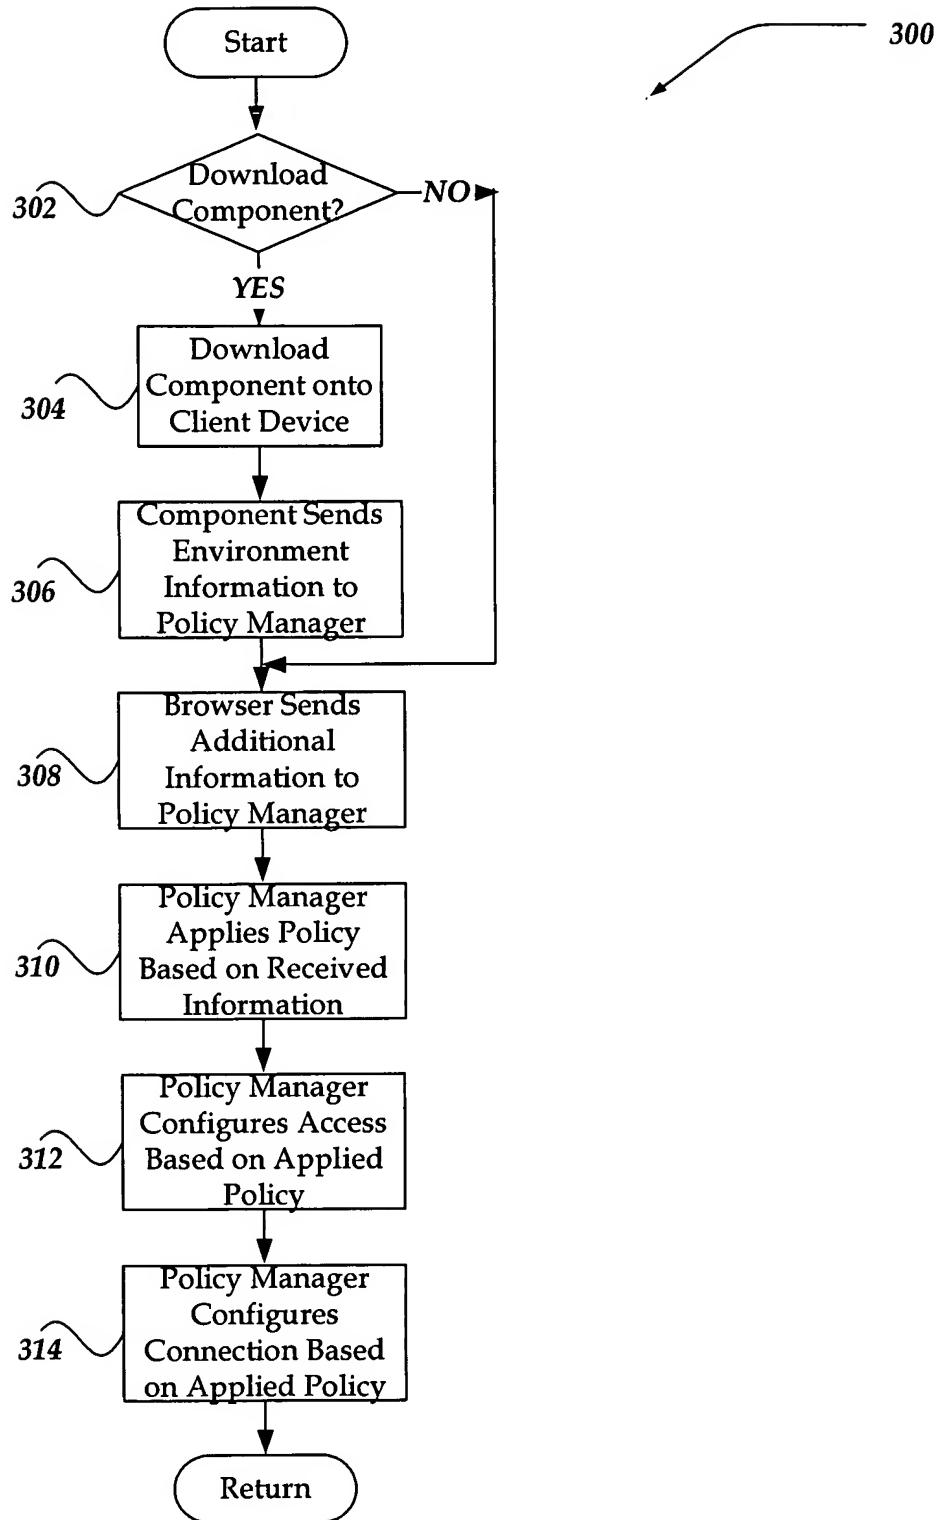 Start
300
302
Download
Component?
NO
YES
304
Download
Component onto
Client Device
306
Component Sends
Environment
Information to
Policy Manager
308
Browser Sends
Additional
Information to
Policy Manager
310
Policy Manager
Applies Policy
Based on Received
Information
312
Policy Manager
Configures Access
Based on Applied
Policy
314
Policy Manager
Configures
Connection Based
on Applied Policy
Return